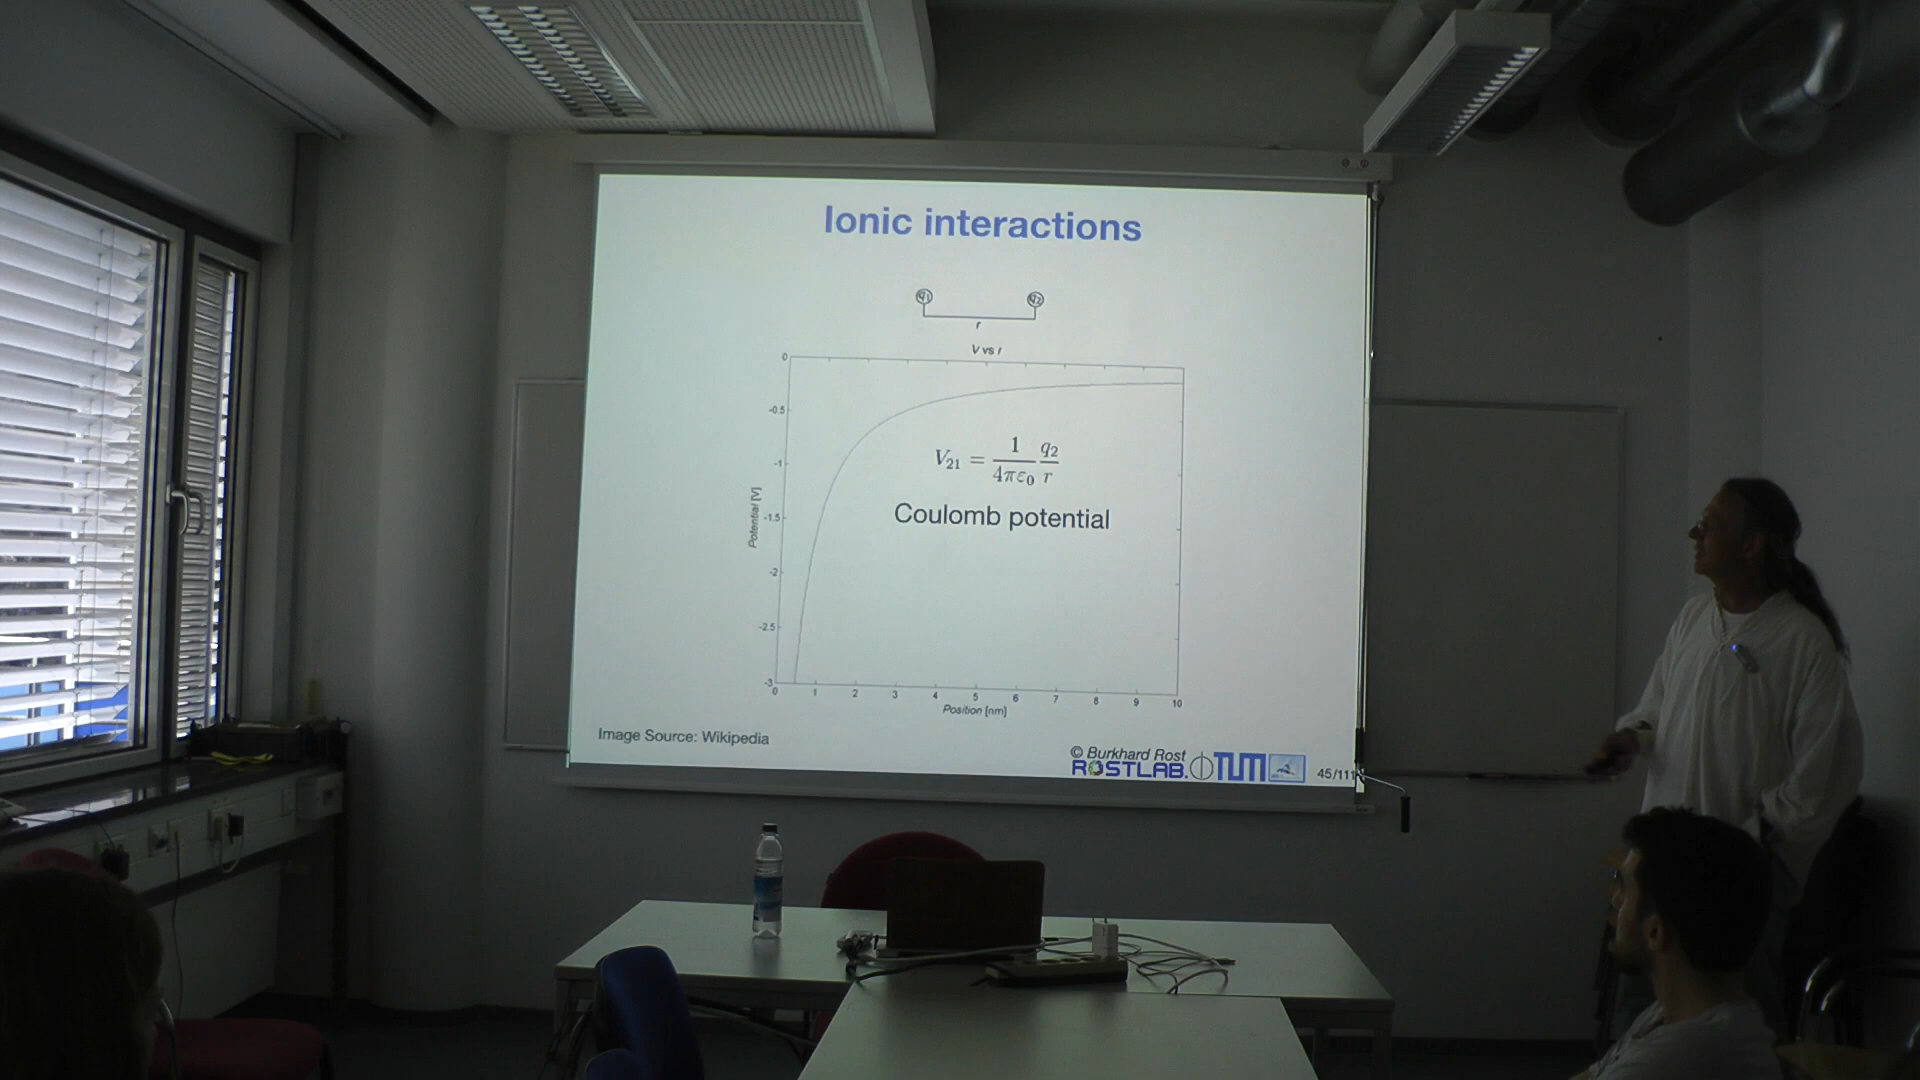 Ionic interactions
q1 q2
r
V vs r
0
-0.5
-1
-1.5
-2
-2.5
-3
Potential [V]
V21 = 1/4πε0 q2/r
Coulomb potential
0 1 2 3 4 5 6 7 8 9 10
Position [nm]
Image Source: Wikipedia
© Burkhard Rost
ROSTLAB. TUM 45/111